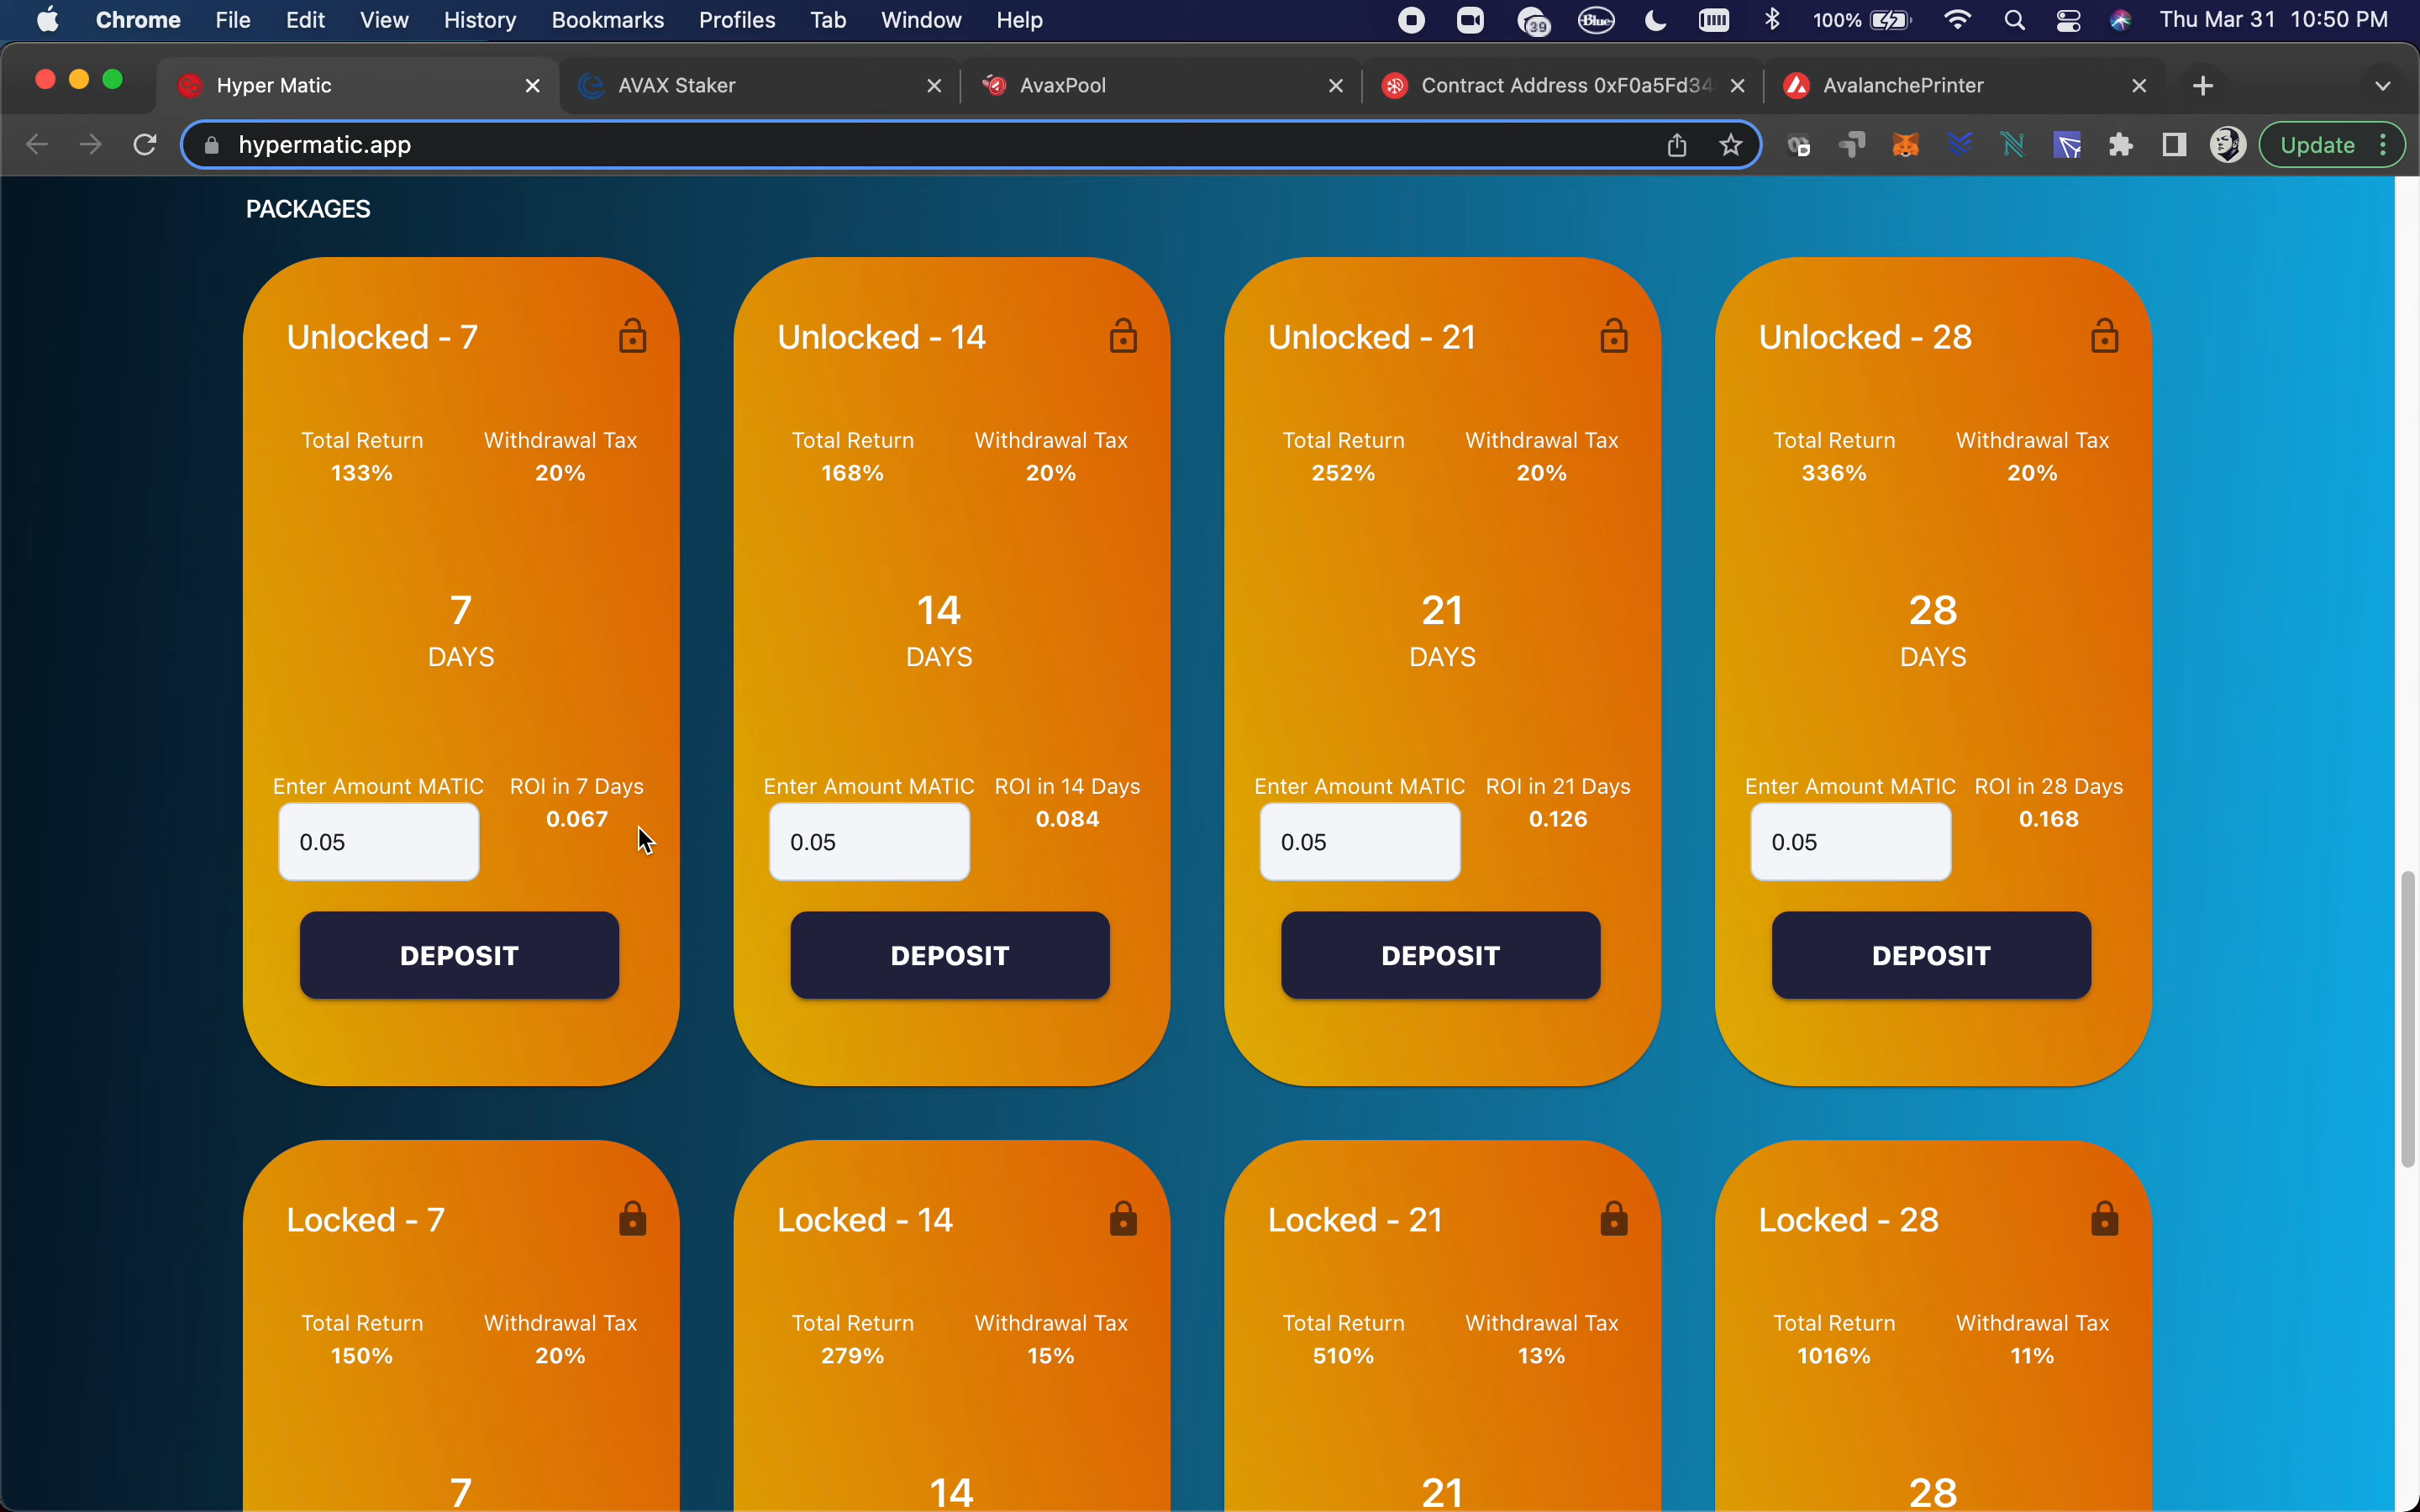 Chrome File Edit View History Bookmarks Profiles Tab Window Help 39 Blue 100% Thu Mar 31 10:50 PM
Hyper Matic AVAX Staker AvaxPool Contract Address 0xF0a5Fd34 AvalanchePrinter
hypermatic.app Update
PACKAGES
Unlocked - 7 Unlocked - 14 Unlocked - 21 Unlocked - 28
Total Return Withdrawal Tax Total Return Withdrawal Tax Total Return Withdrawal Tax Total Return Withdrawal Tax
133% 20% 168% 20% 252% 20% 336% 20%
7 14 21 28
DAYS DAYS DAYS DAYS
Enter Amount MATIC ROI in 7 Days Enter Amount MATIC ROI in 14 Days Enter Amount MATIC ROI in 21 Days Enter Amount MATIC ROI in 28 Days
0.067 0.084 0.126 0.168
0.05 0.05 0.05 0.05
DEPOSIT DEPOSIT DEPOSIT DEPOSIT
Locked - 7 Locked - 14 Locked - 21 Locked - 28
Total Return Withdrawal Tax Total Return Withdrawal Tax Total Return Withdrawal Tax Total Return Withdrawal Tax
150% 20% 279% 15% 510% 13% 1016% 11%
7 14 21 28